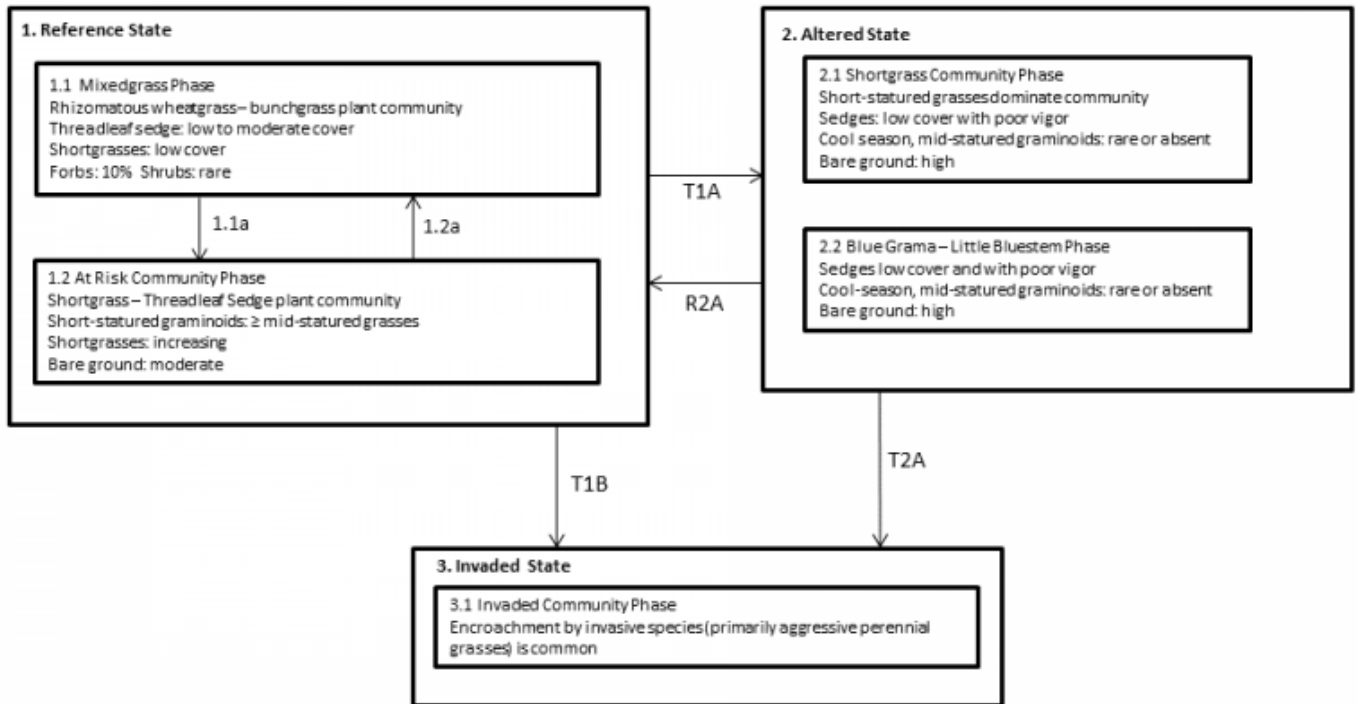 1. Reference State
1.1 Mixedgrass Phase
Rhizomatous wheatgrass– bunchgrass plant community
Threadleaf sedge: low to moderate cover
Shortgrasses: low cover
Forbs: 10% Shrubs: rare
1.1a
1.2a
1.2 At Risk Community Phase
Shortgrass – Threadleaf Sedge plant community
Short-statured graminoids: ≥ mid-statured grasses
Shortgrasses: increasing
Bare ground: moderate
T1A
R2A
2. Altered State
2.1 Shortgrass Community Phase
Short-statured grasses dominate community
Sedges: low cover with poor vigor
Cool season, mid-statured graminoids: rare or absent
Bare ground: high
2.2 Blue Grama – Little Bluestem Phase
Sedges low cover and with poor vigor
Cool-season, mid-statured graminoids: rare or absent
Bare ground: high
T1B
T2A
3. Invaded State
3.1 Invaded Community Phase
Encroachment by invasive species (primarily aggressive perennial
grasses) is common